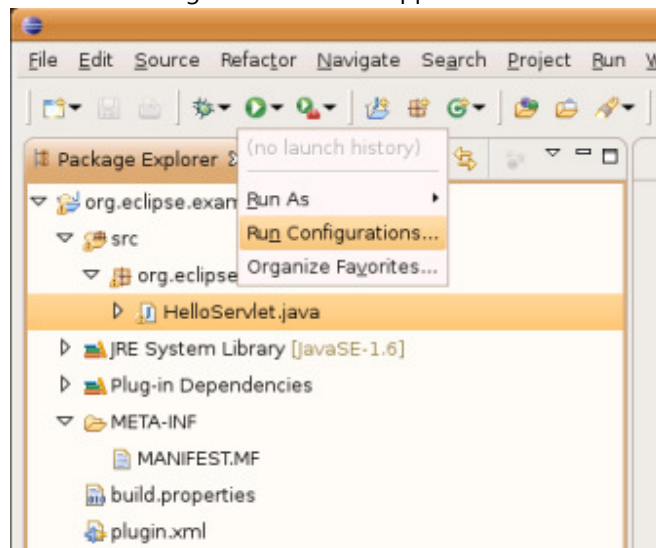 File Edit Source Refactor Navigate Search Project Run
Package Explorer
(no launch history)
Run As
Run Configurations...
Organize Favorites...
org.eclipse.exam
src
org.eclipse
HelloServlet.java
JRE System Library [JavaSE-1.6]
Plug-in Dependencies
META-INF
MANIFEST.MF
build.properties
plugin.xml